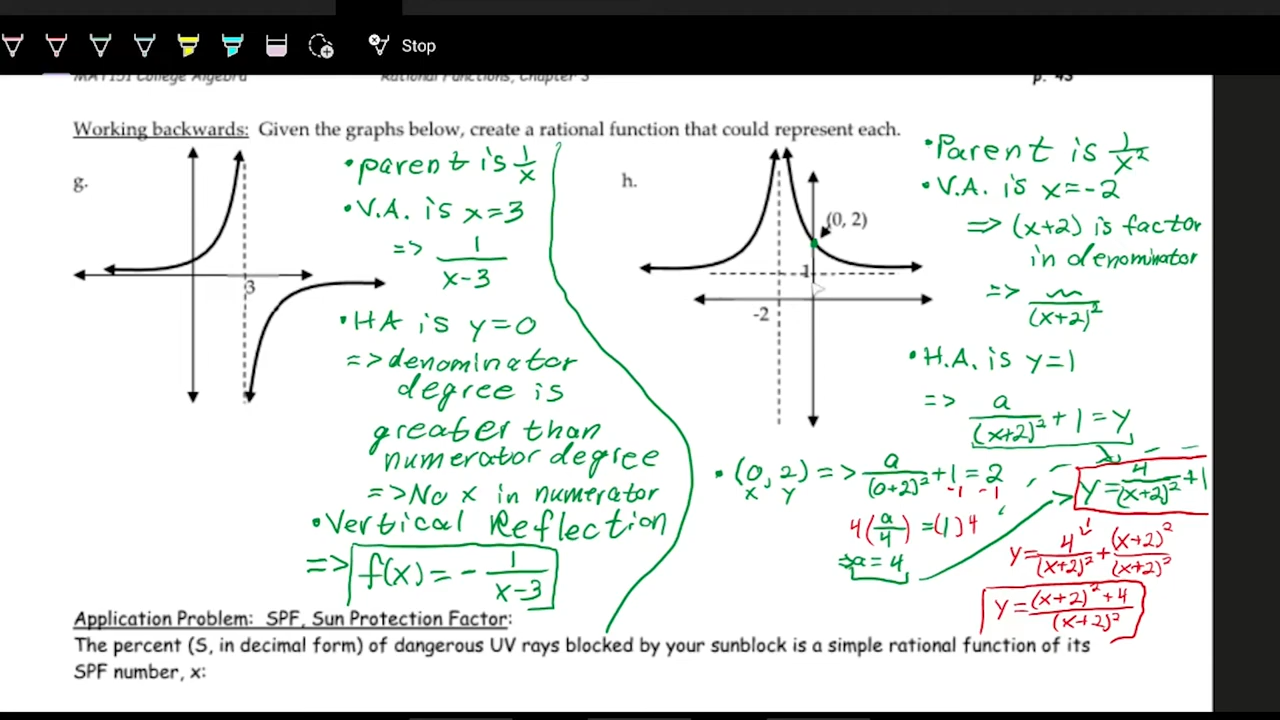 Stop
MAT151 College Algebra Rational Functions, Chapter 3 p. 43
Working backwards: Given the graphs below, create a rational function that could represent each.
g.
3
• parent is 1/x
• V.A. is x=3
=> 1/(x-3)
• HA is y=0
=> denominator
degree is
greater than
numerator degree
=> No x in numerator
• Vertical Reflection
=> f(x) = - 1/(x-3)
h.
(0, 2)
1
-2
• Parent is 1/x²
• V.A. is x=-2
=> (x+2) is factor
in denominator
=> m/(x+2)²
• H.A. is y=1
=> a/(x+2)² + 1 = y
• (0, 2) => a/(0+2)² + 1 = 2
x y -1 -1
4(a/4) = (1)4
=> a = 4
y = 4/(x+2)² + 1
y = 4/(x+2)² + (x+2)²/(x+2)²
y = ((x+2)² + 4)/(x+2)²
Application Problem: SPF, Sun Protection Factor:
The percent (S, in decimal form) of dangerous UV rays blocked by your sunblock is a simple rational function of its
SPF number, x: